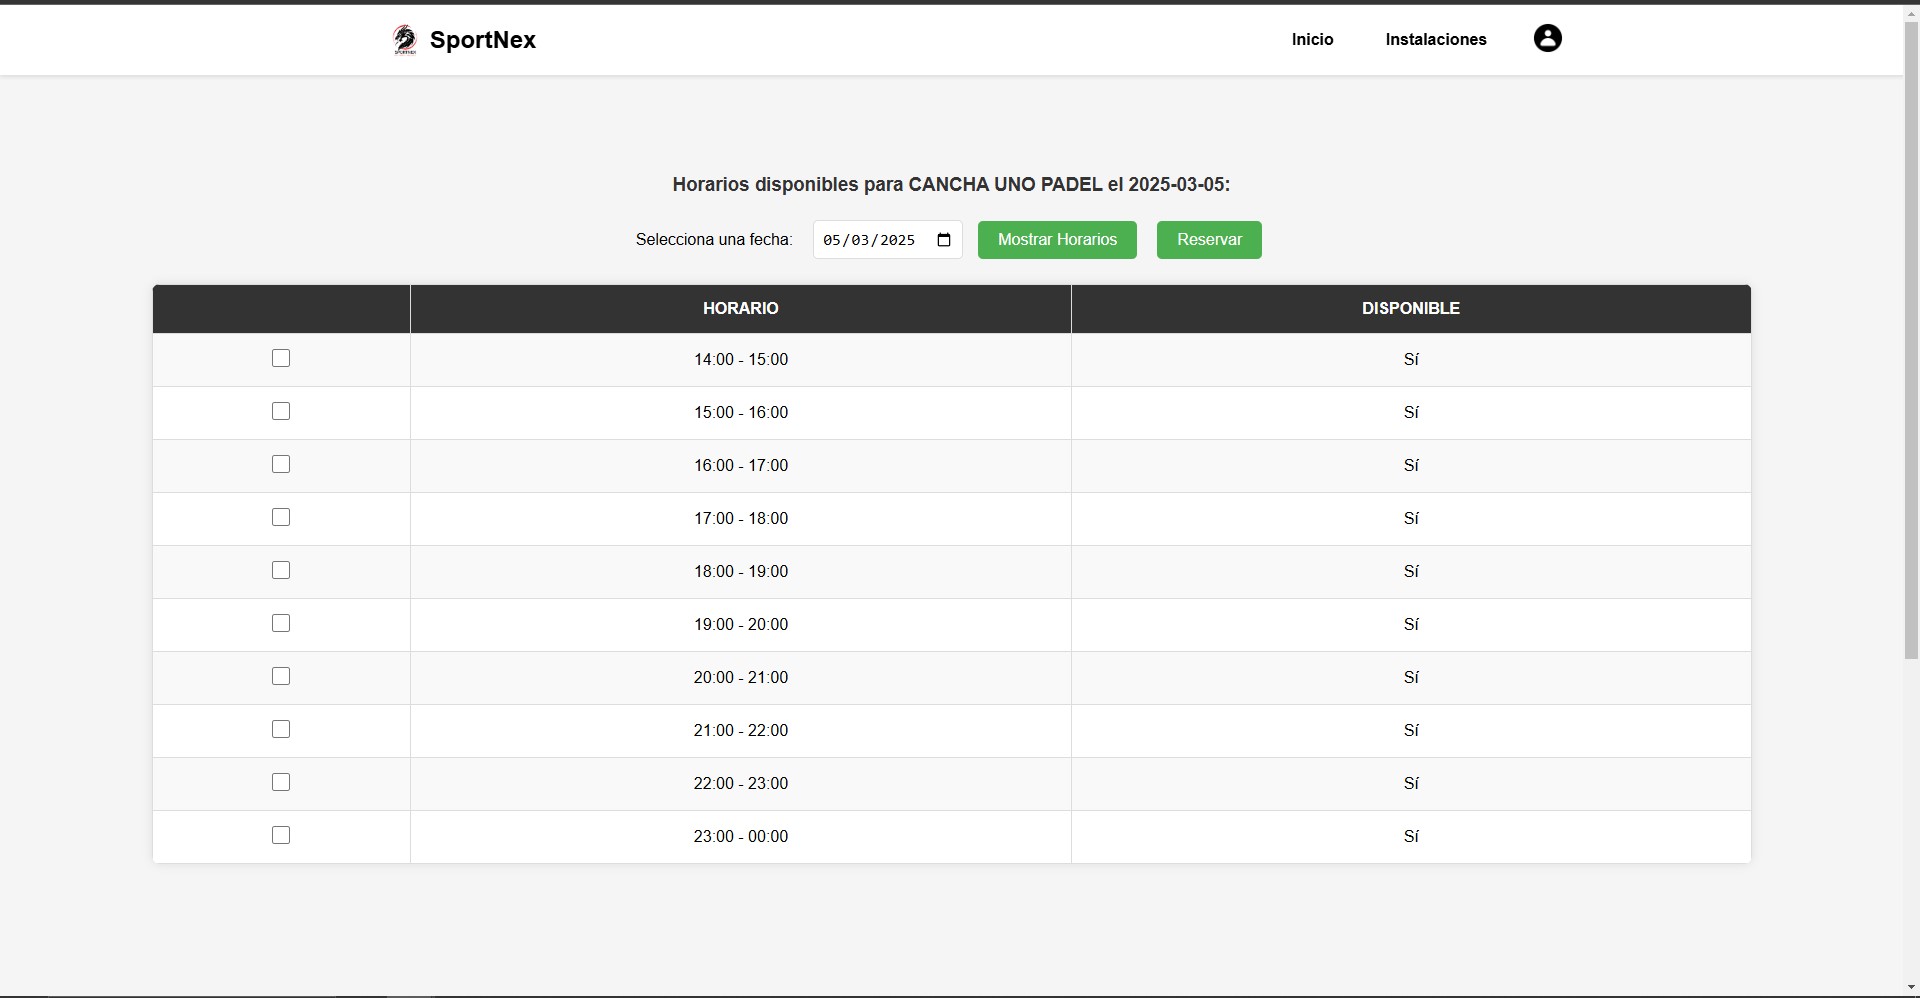 SportNex
Inicio
Instalaciones
Horarios disponibles para CANCHA UNO PADEL el 2025-03-05:
Selecciona una fecha: 05/03/2025 Mostrar Horarios Reservar
HORARIO DISPONIBLE
14:00 - 15:00 Sí
15:00 - 16:00 Sí
16:00 - 17:00 Sí
17:00 - 18:00 Sí
18:00 - 19:00 Sí
19:00 - 20:00 Sí
20:00 - 21:00 Sí
21:00 - 22:00 Sí
22:00 - 23:00 Sí
23:00 - 00:00 Sí